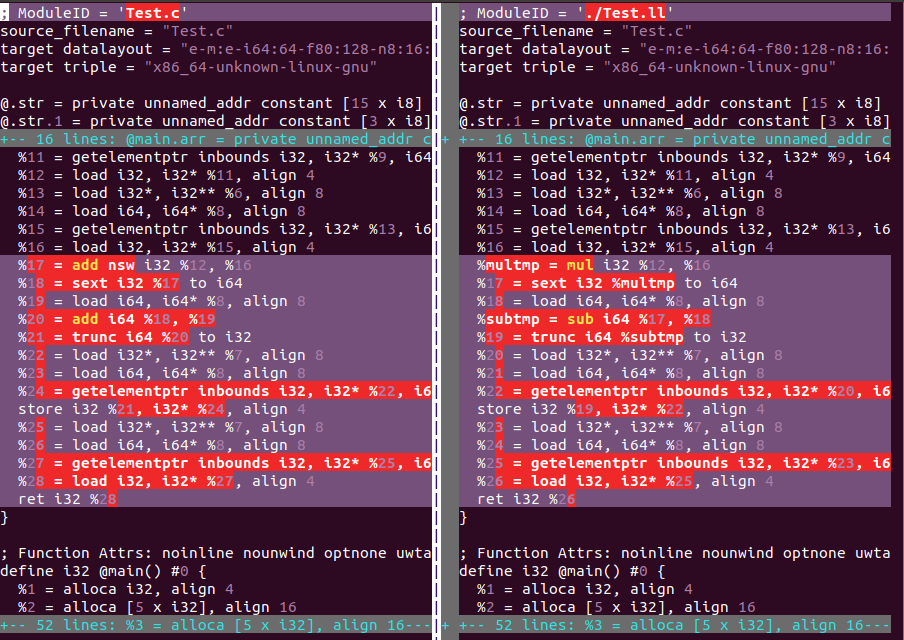 ; ModuleID = 'Test.c'
source_filename = "Test.c"
target datalayout = "e-m:e-i64:64-f80:128-n8:16:
target triple = "x86_64-unknown-linux-gnu"
@.str = private unnamed_addr constant [15 x i8]
@.str.1 = private unnamed_addr constant [3 x i8]
+-- 16 lines: @main.arr = private unnamed_addr c
%11 = getelementptr inbounds i32, i32* %9, i64
%12 = load i32, i32* %11, align 4
%13 = load i32*, i32** %6, align 8
%14 = load i64, i64* %8, align 8
%15 = getelementptr inbounds i32, i32* %13, i6
%16 = load i32, i32* %15, align 4
%17 = add nsw i32 %12, %16
%18 = sext i32 %17 to i64
%19 = load i64, i64* %8, align 8
%20 = add i64 %18, %19
%21 = trunc i64 %20 to i32
%22 = load i32*, i32** %7, align 8
%23 = load i64, i64* %8, align 8
%24 = getelementptr inbounds i32, i32* %22, i6
store i32 %21, i32* %24, align 4
%25 = load i32*, i32** %7, align 8
%26 = load i64, i64* %8, align 8
%27 = getelementptr inbounds i32, i32* %25, i6
%28 = load i32, i32* %27, align 4
ret i32 %28
}
; Function Attrs: noinline nounwind optnone uwta
define i32 @main() #0 {
%1 = alloca i32, align 4
%2 = alloca [5 x i32], align 16
+-- 52 lines: %3 = alloca [5 x i32], align 16---
; ModuleID = './Test.ll'
source_filename = "Test.c"
target datalayout = "e-m:e-i64:64-f80:128-n8:16:
target triple = "x86_64-unknown-linux-gnu"
@.str = private unnamed_addr constant [15 x i8]
@.str.1 = private unnamed_addr constant [3 x i8]
+ +-- 16 lines: @main.arr = private unnamed_addr c
%11 = getelementptr inbounds i32, i32* %9, i64
%12 = load i32, i32* %11, align 4
%13 = load i32*, i32** %6, align 8
%14 = load i64, i64* %8, align 8
%15 = getelementptr inbounds i32, i32* %13, i6
%16 = load i32, i32* %15, align 4
%multmp = mul i32 %12, %16
%17 = sext i32 %multmp to i64
%18 = load i64, i64* %8, align 8
%subtmp = sub i64 %17, %18
%19 = trunc i64 %subtmp to i32
%20 = load i32*, i32** %7, align 8
%21 = load i64, i64* %8, align 8
%22 = getelementptr inbounds i32, i32* %20, i6
store i32 %19, i32* %22, align 4
%23 = load i32*, i32** %7, align 8
%24 = load i64, i64* %8, align 8
%25 = getelementptr inbounds i32, i32* %23, i6
%26 = load i32, i32* %25, align 4
ret i32 %26
}
; Function Attrs: noinline nounwind optnone uwta
define i32 @main() #0 {
%1 = alloca i32, align 4
%2 = alloca [5 x i32], align 16
+ +-- 52 lines: %3 = alloca [5 x i32], align 16---